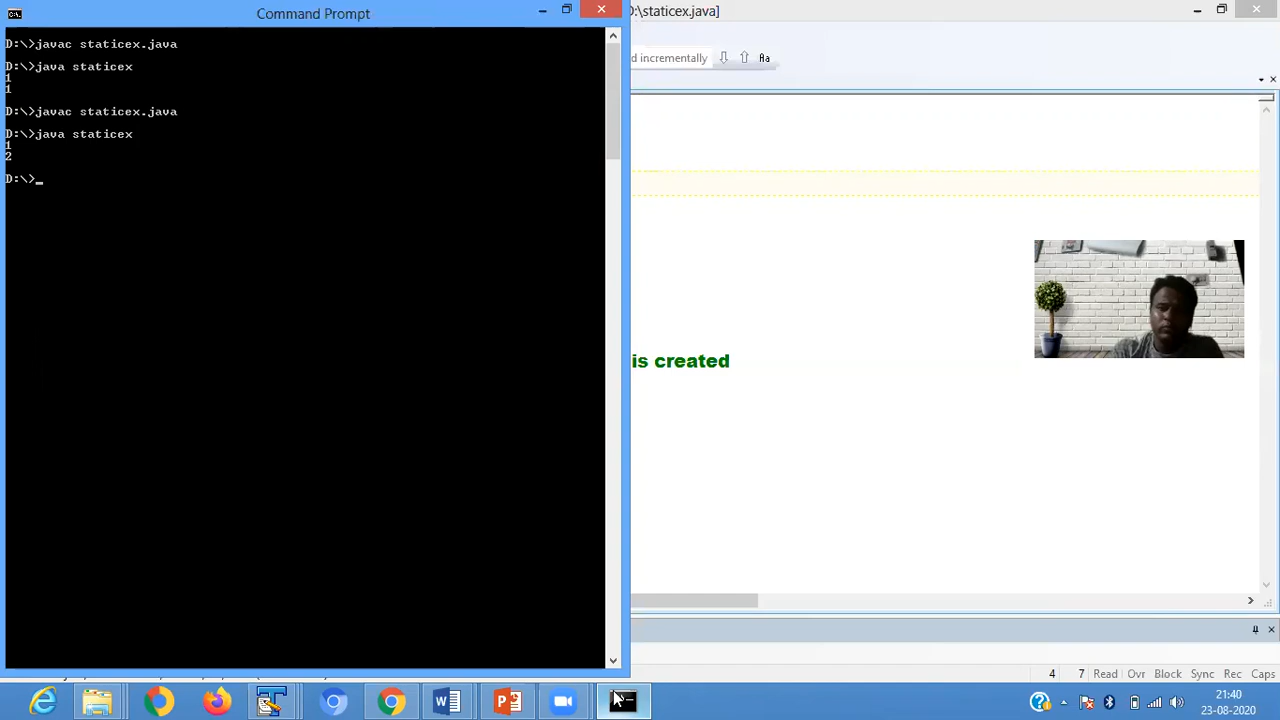 Command Prompt
D:\staticex.java]
D:\>javac staticex.java
D:\>java staticex
1
1
D:\>javac staticex.java
D:\>java staticex
1
2
D:\>_
d incrementally
Aa
is created
4 7 Read Ovr Block Sync Rec Caps
21:40
23-08-2020